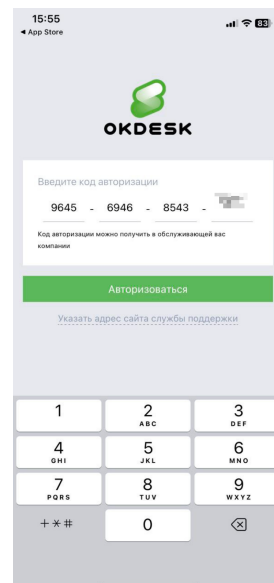 15:55
83
◀ App Store
OKDESK
Введите код авторизации
9645 - 6946 - 8543 -
Код авторизации можно получить в обслуживающей вас
компании
Авторизоваться
Указать адрес сайта службы поддержки
1 2 3
ABC DEF
4 5 6
GHI JKL MNO
7 8 9
PQRS TUV WXYZ
+ * # 0